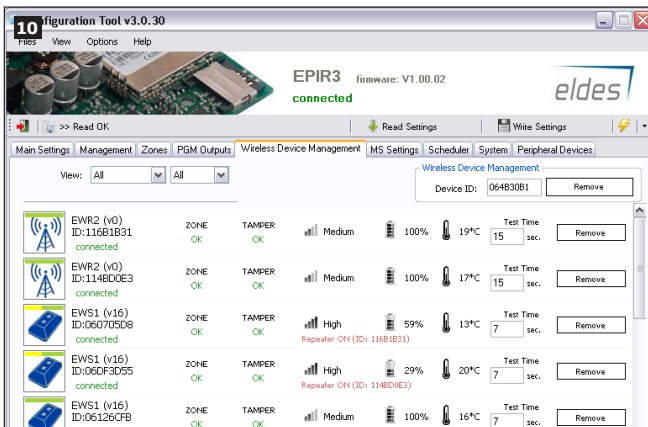 10
figuration Tool v3.0.30
Files View Options Help
EPIR3 firmware: V1.00.02
connected
eldes
>> Read OK Read Settings Write Settings
Main Settings Management Zones PGM Outputs Wireless Device Management MS Settings Scheduler System Peripheral Devices
View: All All
Wireless Device Management
Device ID: 064B30B1 Remove
EWR2 (v0)
ID:116B1B31
connected
ZONE
OK
TAMPER
OK
Medium 100% 19°C
Test Time
15 sec.
Remove
EWR2 (v0)
ID:114BD0E3
connected
ZONE
OK
TAMPER
OK
Medium 100% 17°C
Test Time
15 sec.
Remove
EWS1 (v16)
ID:060705D8
connected
ZONE
OK
TAMPER
OK
High 59% 13°C
Repeater ON (ID: 116B1B31)
Test Time
7 sec.
Remove
EWS1 (v16)
ID:06DF3D55
connected
ZONE
OK
TAMPER
OK
High 29% 20°C
Repeater ON (ID: 114BD0E3)
Test Time
7 sec.
Remove
EWS1 (v16)
ID:06126CFB
ZONE
OK
TAMPER
OK
Medium 100% 16°C
Test Time
7 sec.
Remove